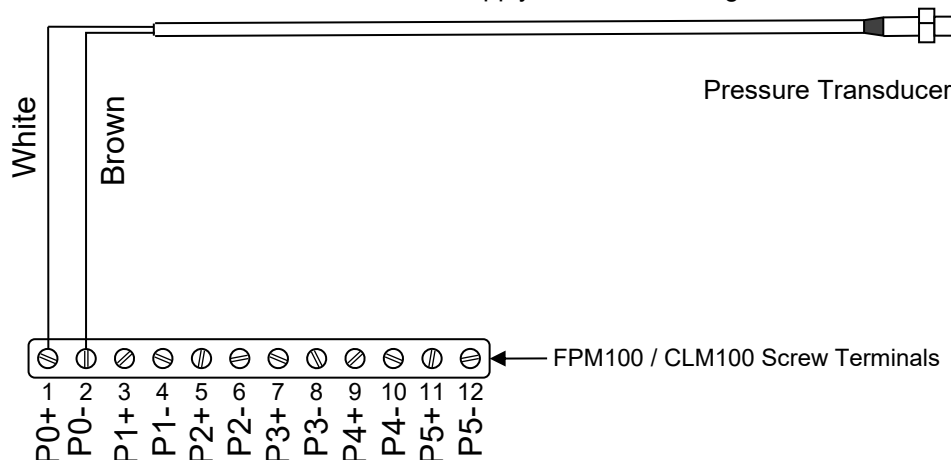 Pressure Transducer
White
Brown
FPM100 / CLM100 Screw Terminals
1 2 3 4 5 6 7 8 9 10 11 12
P0+ P0- P1+ P1- P2+ P2- P3+ P3- P4+ P4- P5+ P5-